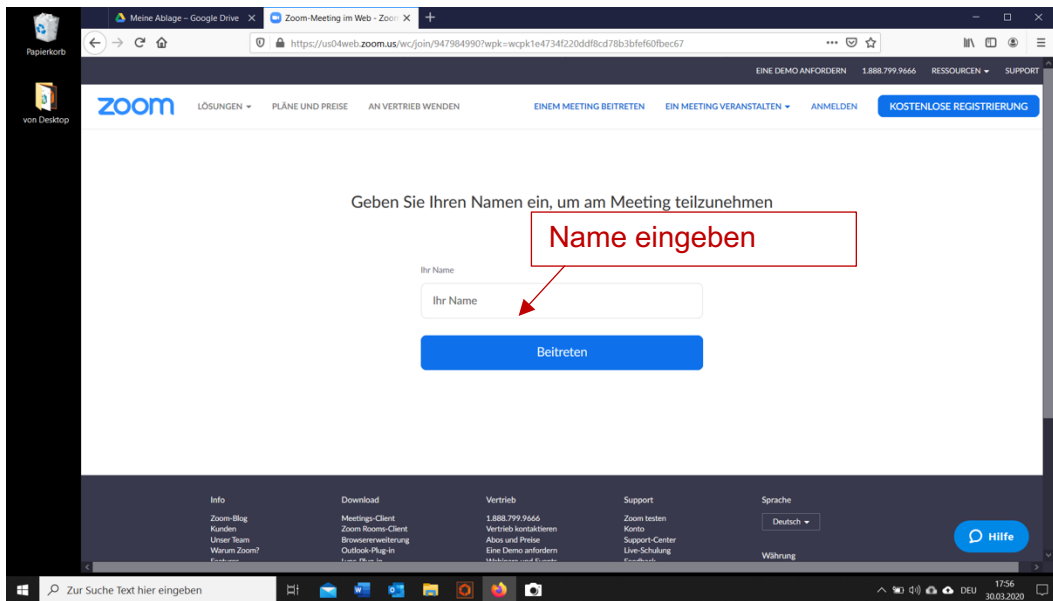 Papierkorb
von Desktop
Meine Ablage – Google Drive
Zoom-Meeting im Web - Zoom
https://us04web.zoom.us/wc/join/947984990?wpk=wcpk1e4734f220ddf8cd78b3bfef60fbec67
EINE DEMO ANFORDERN 1.888.799.9666 RESSOURCEN SUPPORT
zoom LÖSUNGEN PLÄNE UND PREISE AN VERTRIEB WENDEN EINEM MEETING BEITRETEN EIN MEETING VERANSTALTEN ANMELDEN KOSTENLOSE REGISTRIERUNG
Geben Sie Ihren Namen ein, um am Meeting teilzunehmen
Name eingeben
Ihr Name
Ihr Name
Beitreten
Info Download Vertrieb Support Sprache
Zoom-Blog Meetings-Client 1.888.799.9666 Zoom testen
Kunden Zoom Rooms-Client Vertrieb kontaktieren Konto Deutsch
Unser Team Browsererweiterung Abos und Preise Support-Center
Warum Zoom? Outlook-Plug-in Eine Demo anfordern Live-Schulung
Währung
Hilfe
Zur Suche Text hier eingeben
DEU
17:56
30.03.2020